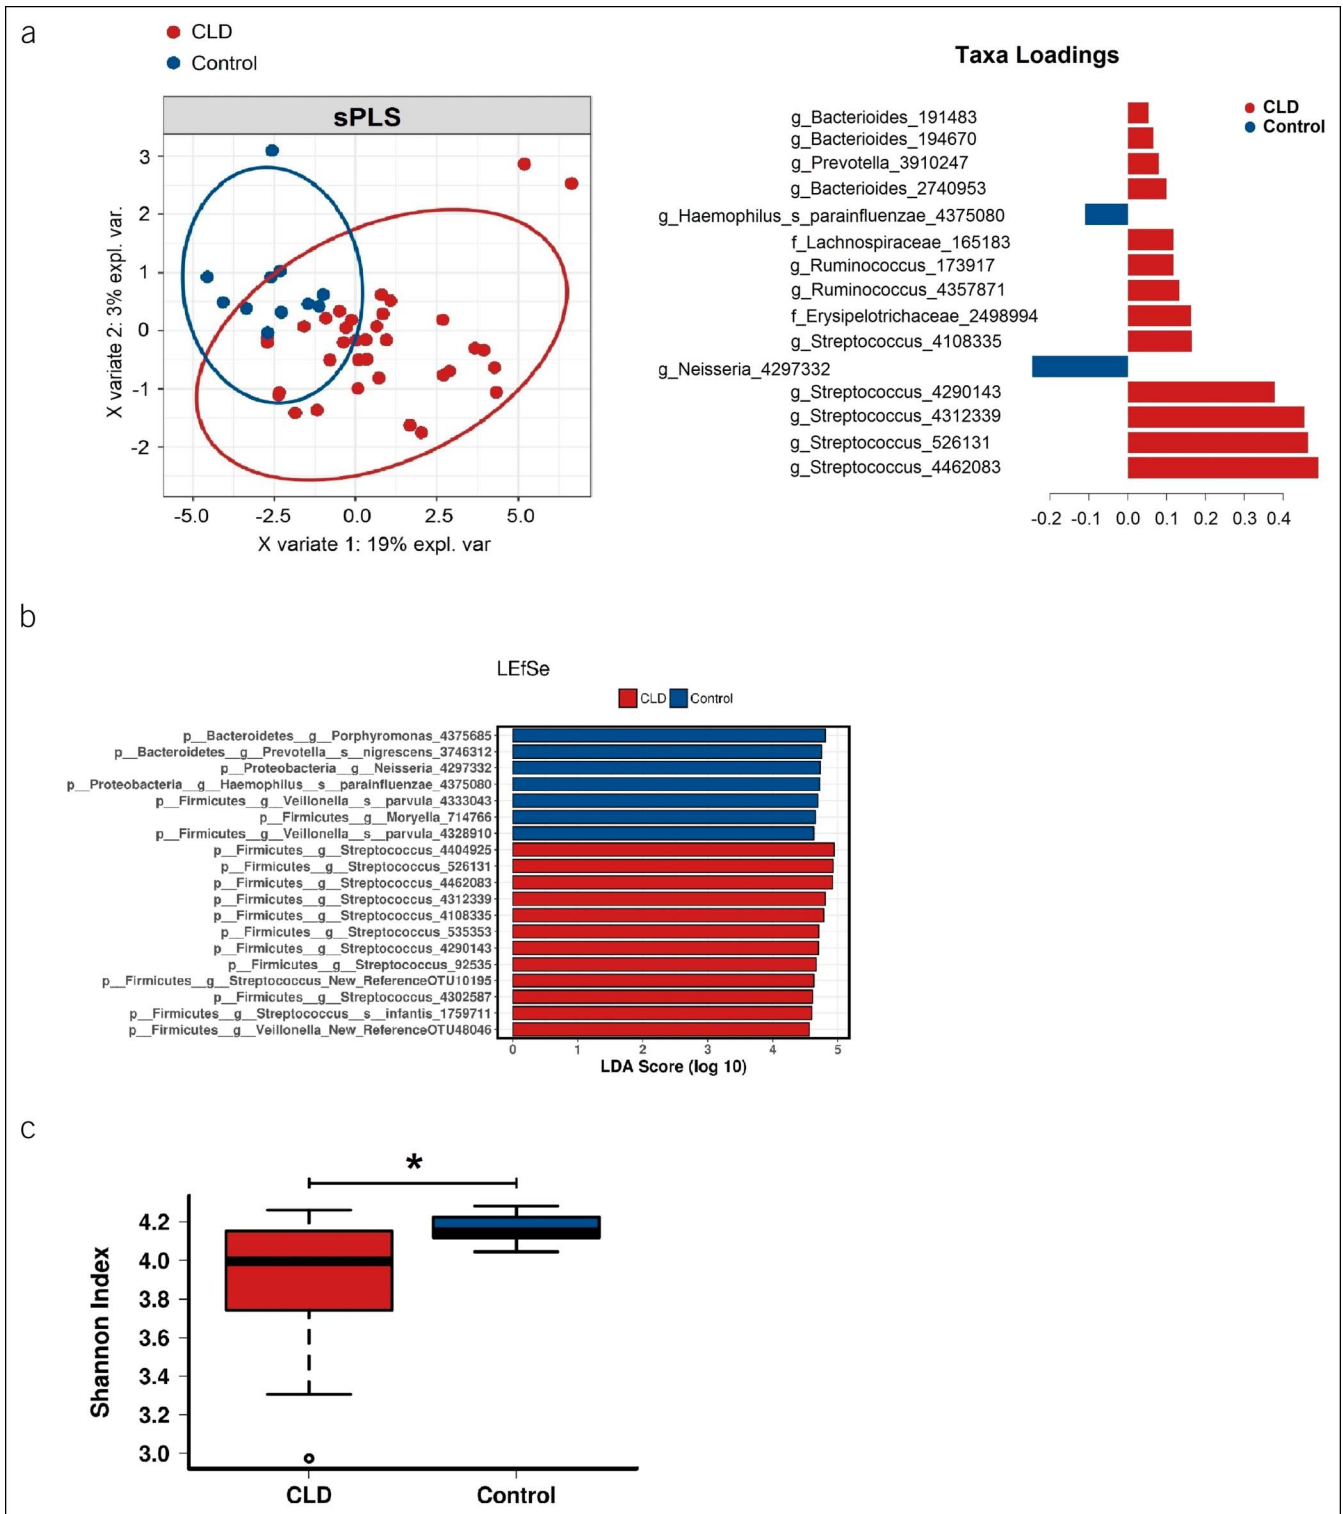 a
CLD
Control
sPLS
3
2
1
0
-1
-2
X variate 2: 3% expl. var.
-5.0 -2.5 0.0 2.5 5.0
X variate 1: 19% expl. var
Taxa Loadings
CLD
Control
g_Bacterioides_191483
g_Bacterioides_194670
g_Prevotella_3910247
g_Bacterioides_2740953
g_Haemophilus_s_parainfluenzae_4375080
f_Lachnospiraceae_165183
g_Ruminococcus_173917
g_Ruminococcus_4357871
f_Erysipelotrichaceae_2498994
g_Streptococcus_4108335
g_Neisseria_4297332
g_Streptococcus_4290143
g_Streptococcus_4312339
g_Streptococcus_526131
g_Streptococcus_4462083
-0.2 -0.1 0.0 0.1 0.2 0.3 0.4
b
LEfSe
CLD Control
p__Bacteroidetes__g__Porphyromonas_4375685
p__Bacteroidetes__g__Prevotella__s__nigrescens_3746312
p__Proteobacteria__g__Neisseria_4297332
p__Proteobacteria__g__Haemophilus__s__parainfluenzae_4375080
p__Firmicutes__g__Veillonella__s__parvula_4333043
p__Firmicutes__g__Moryella_714766
p__Firmicutes__g__Veillonella__s__parvula_4328910
p__Firmicutes__g__Streptococcus_4404925
p__Firmicutes__g__Streptococcus_526131
p__Firmicutes__g__Streptococcus_4462083
p__Firmicutes__g__Streptococcus_4312339
p__Firmicutes__g__Streptococcus_4108335
p__Firmicutes__g__Streptococcus_535353
p__Firmicutes__g__Streptococcus_4290143
p__Firmicutes__g__Streptococcus_92535
p__Firmicutes__g__Streptococcus_New_ReferenceOTU10195
p__Firmicutes__g__Streptococcus_4302587
p__Firmicutes__g__Streptococcus__s__infantis_1759711
p__Firmicutes__g__Veillonella_New_ReferenceOTU48046
0 1 2 3 4 5
LDA Score (log 10)
c
*
4.2
4.0
3.8
3.6
3.4
3.2
3.0
Shannon Index
CLD Control